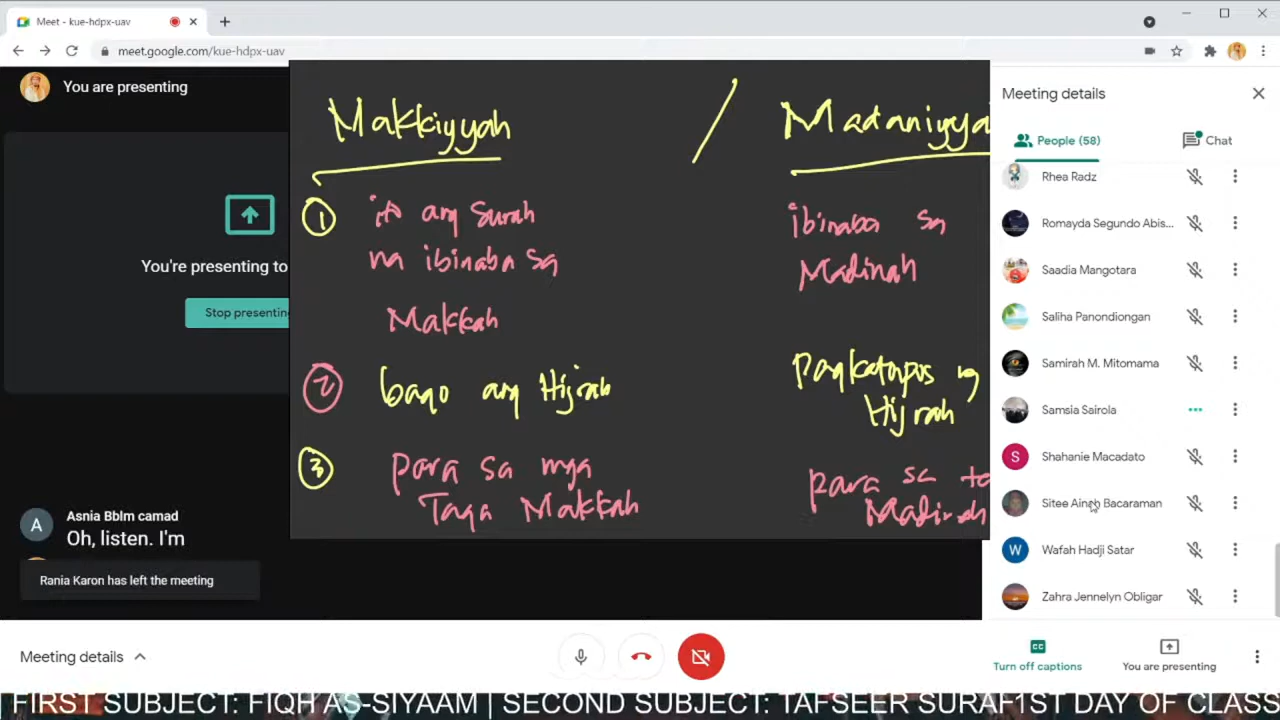 Meet - kue-hdpx-uav
meet.google.com/kue-hdpx-uav
You are presenting
You're presenting to
Stop presenting
Makkiyyah / Madaniyya
1 ito ang Surah
na ibinaba sa
Makkah
ibinaba sa
Madinah
2 bago ang Hijrah
pagkatapos ng
Hijrah
3 para sa mga
Taga Makkah
para sa ta
Madinah
Asnia Bblm camad
Oh, listen. I'm
Rania Karon has left the meeting
Meeting details
People (58)
Chat
Rhea Radz
Romayda Segundo Abis...
Saadia Mangotara
Saliha Panondiongan
Samirah M. Mitomama
Samsia Sairola
S Shahanie Macadato
Sitee Ainah Bacaraman
W Wafah Hadji Satar
Zahra Jennelyn Obligar
Meeting details
Turn off captions
You are presenting
FIRST SUBJECT: FIQH AS-SIYAAM | SECOND SUBJECT: TAFSEER SURAF1ST DAY OF CLASS